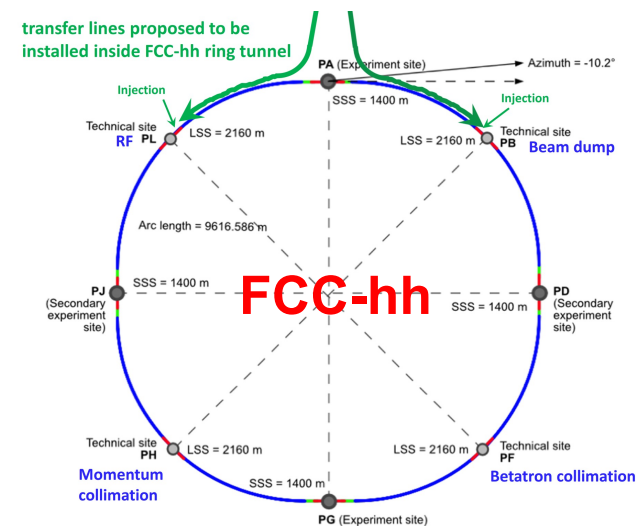 transfer lines proposed to be
installed inside FCC-hh ring tunnel
PA (Experiment site)
Azimuth = -10.2°
Injection
SSS = 1400 m
Injection
Technical site
RF PL
LSS = 2160 m
LSS = 2160 m
Technical site
PB
Beam dump
Arc length = 9616.586 m
PJ
(Secondary
experiment
site)
SSS = 1400 m
FCC-hh
SSS = 1400 m
PD
(Secondary
experiment
site)
Technical site
PH
LSS = 2160 m
Momentum
collimation
LSS = 2160 m
Technical site
PF
Betatron collimation
SSS = 1400 m
PG (Experiment site)